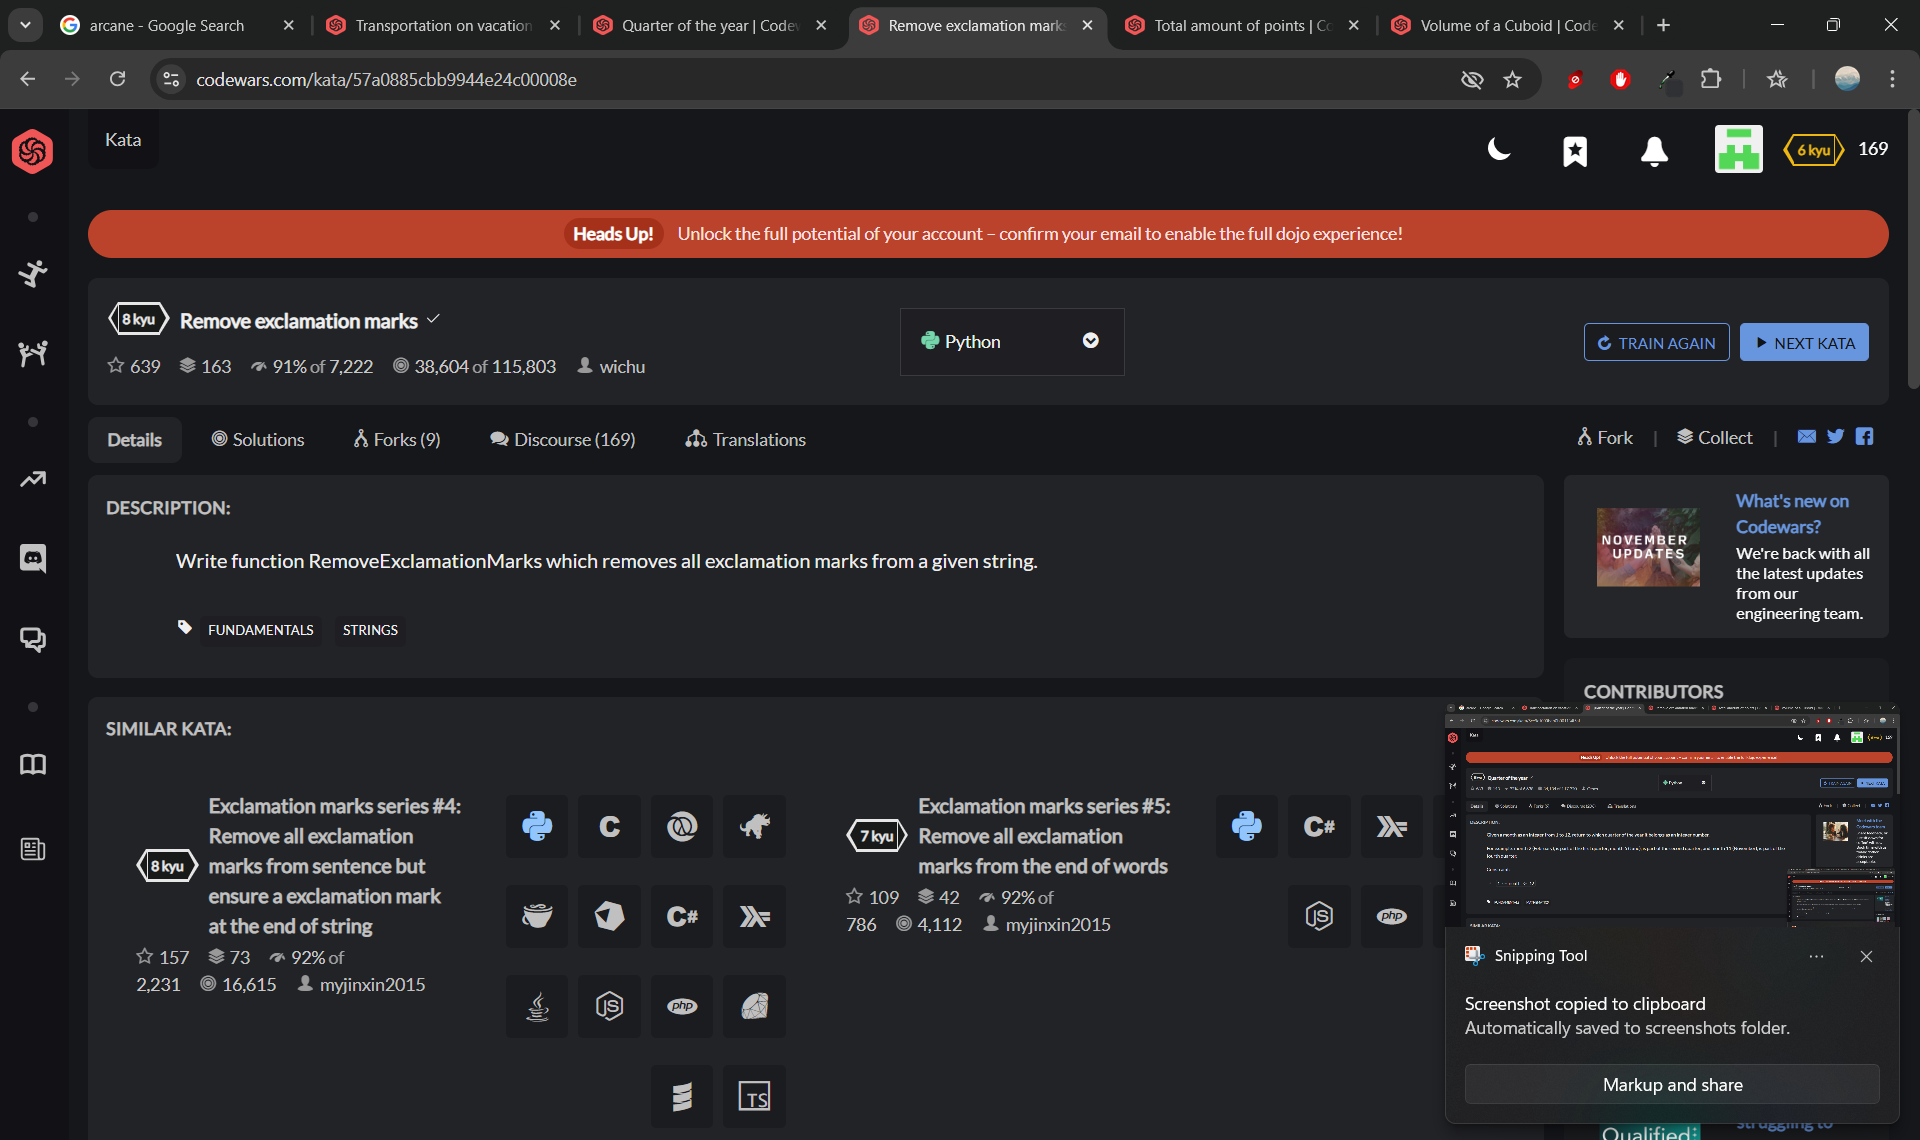 arcane - Google Search
Transportation on vacation
Quarter of the year | Codew
Remove exclamation marks
Total amount of points | Co
Volume of a Cuboid | Code
codewars.com/kata/57a0885cbb9944e24c00008e
Kata
6 kyu
169
Heads Up! Unlock the full potential of your account – confirm your email to enable the full dojo experience!
8 kyu
Remove exclamation marks
639 163 91% of 7,222 38,604 of 115,803 wichu
Python
TRAIN AGAIN
NEXT KATA
Details Solutions Forks (9) Discourse (169) Translations
Fork | Collect |
DESCRIPTION:
Write function RemoveExclamationMarks which removes all exclamation marks from a given string.
FUNDAMENTALS STRINGS
NOVEMBER
UPDATES
What's new on
Codewars?
We're back with all
the latest updates
from our
engineering team.
CONTRIBUTORS
SIMILAR KATA:
8 kyu
Exclamation marks series #4:
Remove all exclamation
marks from sentence but
ensure a exclamation mark
at the end of string
157 73 92% of
2,231 16,615 myjinxin2015
C
C#
php
TS
7 kyu
Exclamation marks series #5:
Remove all exclamation
marks from the end of words
109 42 92% of
786 4,112 myjinxin2015
C#
JS
php
Snipping Tool
Screenshot copied to clipboard
Automatically saved to screenshots folder.
Markup and share
Qualified
struggling to